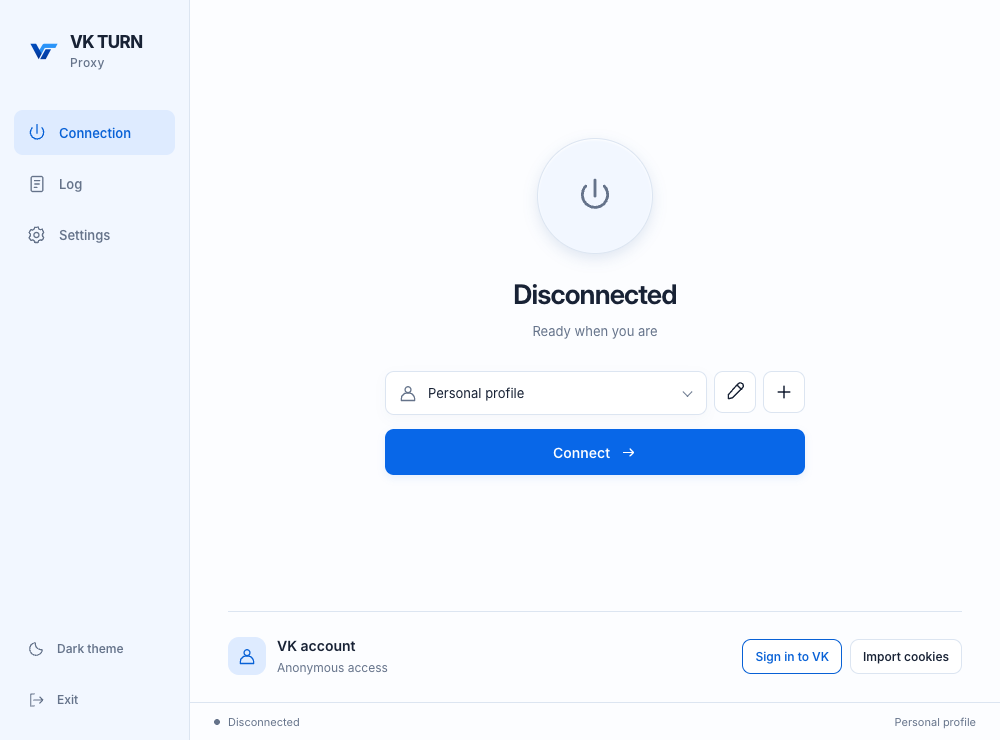 VK TURN
Proxy
Connection
Log
Settings
Disconnected
Ready when you are
Personal profile
Connect
VK account
Anonymous access
Sign in to VK
Import cookies
Dark theme
Exit
Disconnected
Personal profile